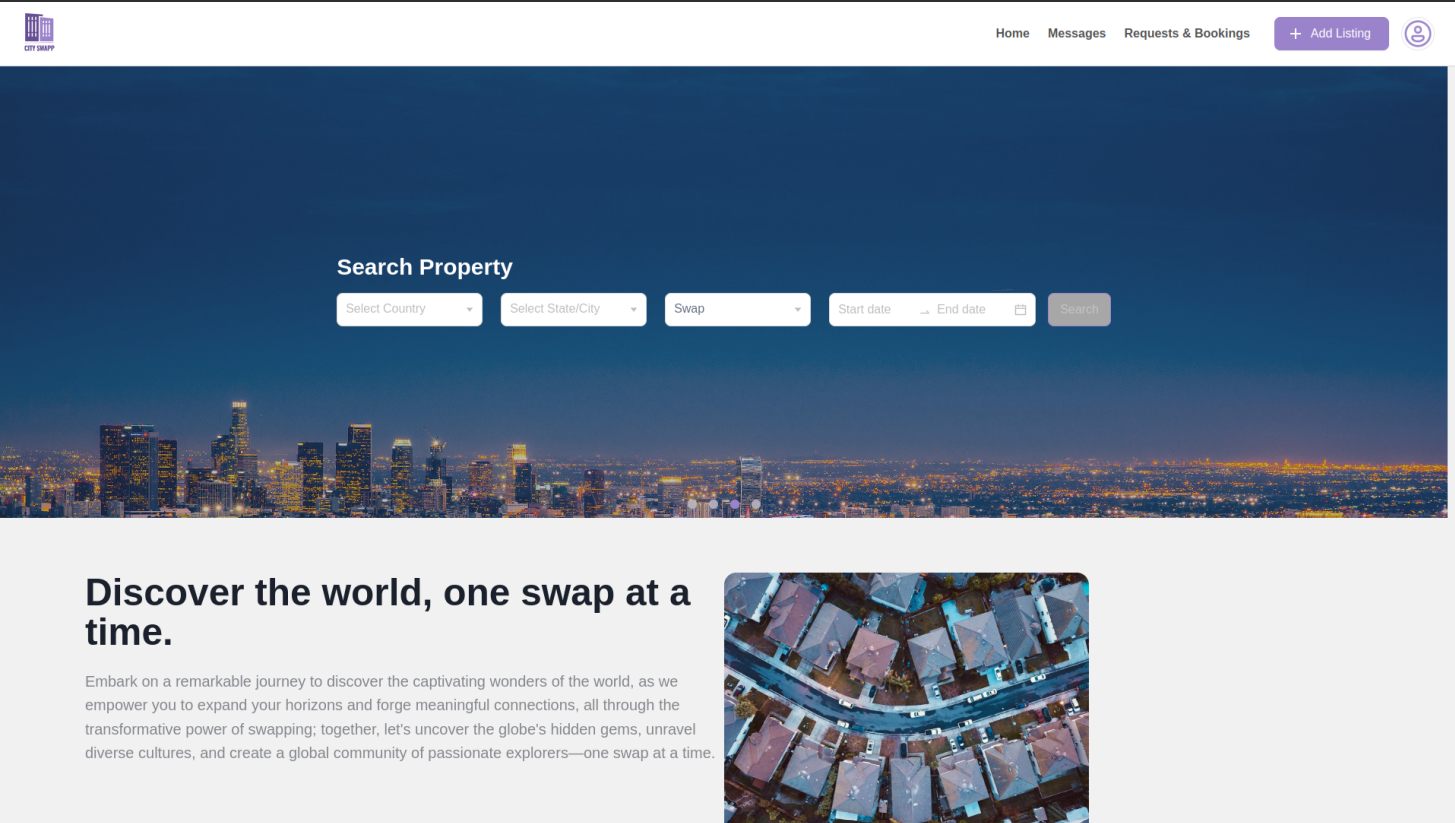 CITY SWAPP
Home
Messages
Requests & Bookings
Add Listing
Search Property
Select Country
Select State/City
Swap
Start date
End date
Search
Discover the world, one swap at a
time.
Embark on a remarkable journey to discover the captivating wonders of the world, as we
empower you to expand your horizons and forge meaningful connections, all through the
transformative power of swapping; together, let's uncover the globe's hidden gems, unravel
diverse cultures, and create a global community of passionate explorers—one swap at a time.